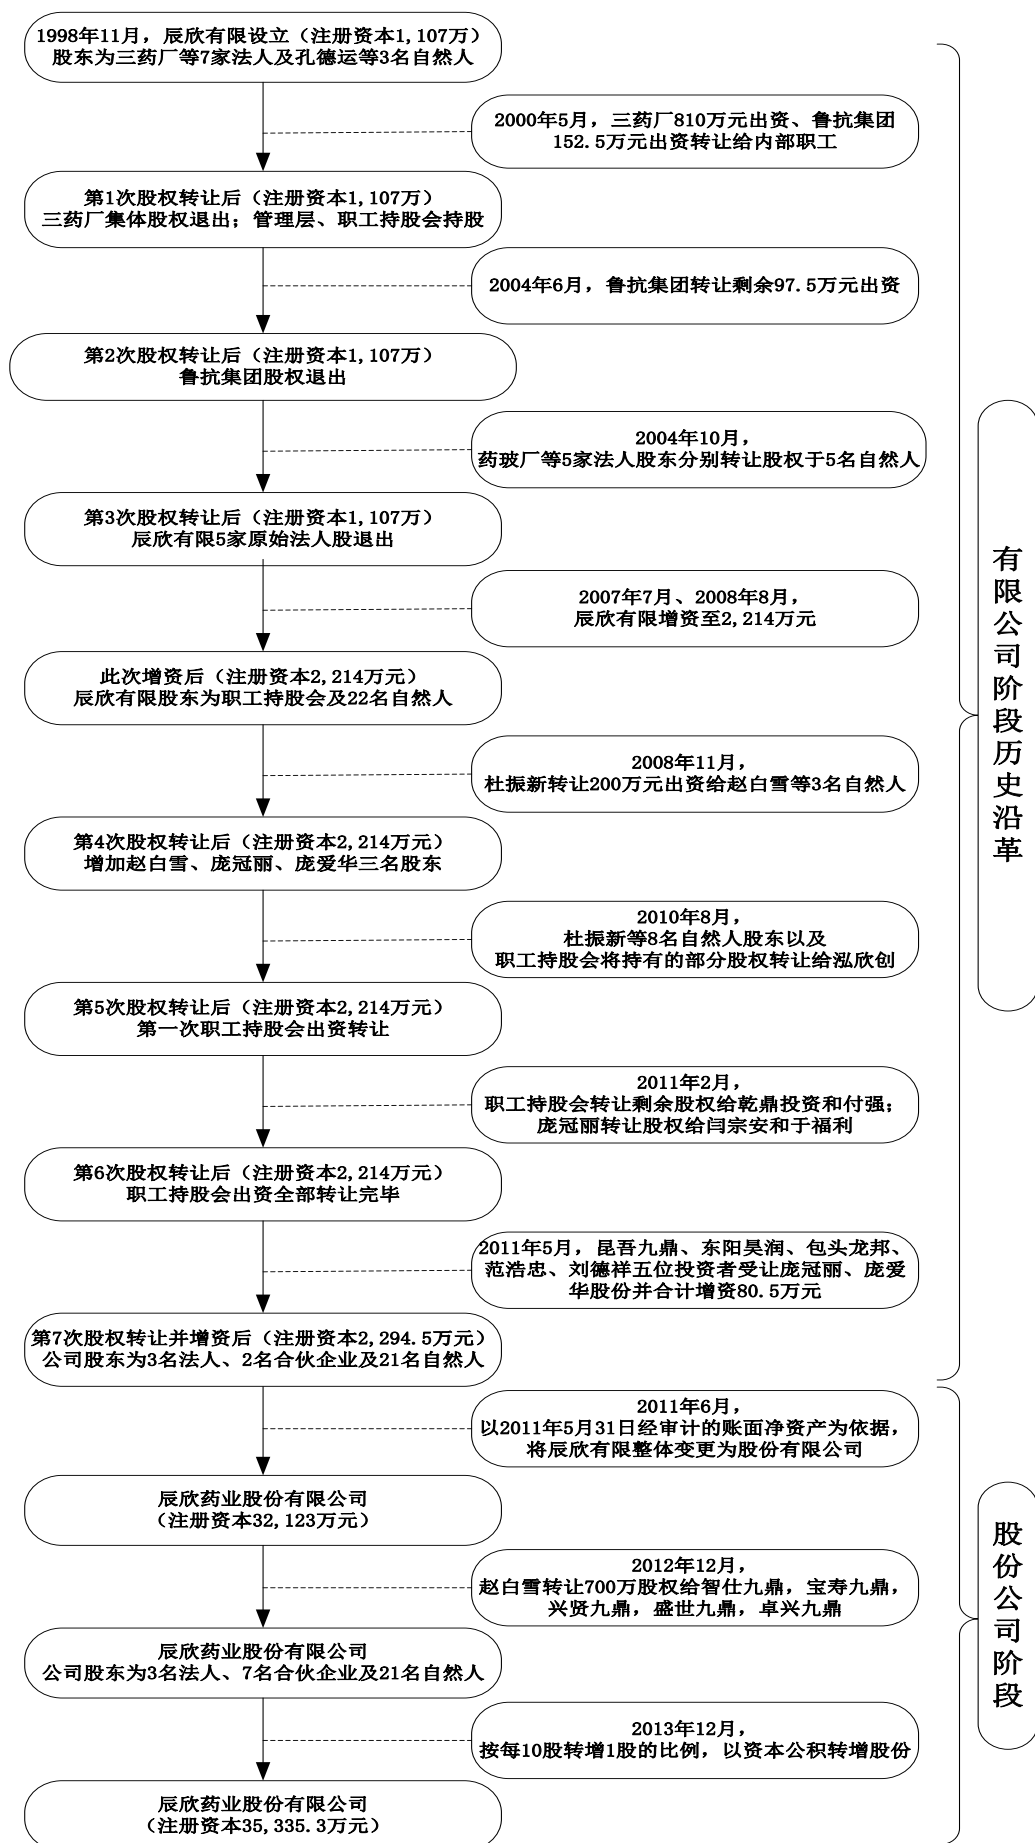 1998年11月，辰欣有限设立（注册资本1,107万）
股东为三药厂等7家法人及孔德运等3名自然人
2000年5月，三药厂810万元出资、鲁抗集团
152.5万元出资转让给内部职工
第1次股权转让后（注册资本1,107万）
三药厂集体股权退出；管理层、职工持股会持股
2004年6月，鲁抗集团转让剩余97.5万元出资
第2次股权转让后（注册资本1,107万）
鲁抗集团股权退出
2004年10月，
药玻厂等5家法人股东分别转让股权于5名自然人
第3次股权转让后（注册资本1,107万）
辰欣有限5家原始法人股退出
2007年7月、2008年8月，
辰欣有限增资至2,214万元
此次增资后（注册资本2,214万元）
辰欣有限股东为职工持股会及22名自然人
2008年11月，
杜振新转让200万元出资给赵白雪等3名自然人
第4次股权转让后（注册资本2,214万元）
增加赵白雪、庞冠丽、庞爱华三名股东
2010年8月，
杜振新等8名自然人股东以及
职工持股会将持有的部分股权转让给泓欣创
第5次股权转让后（注册资本2,214万元）
第一次职工持股会出资转让
2011年2月，
职工持股会转让剩余股权给乾鼎投资和付强；
庞冠丽转让股权给闫宗安和于福利
第6次股权转让后（注册资本2,214万元）
职工持股会出资全部转让完毕
2011年5月，昆吾九鼎、东阳昊润、包头龙邦、
范浩忠、刘德祥五位投资者受让庞冠丽、庞爱
华股份并合计增资80.5万元
第7次股权转让并增资后（注册资本2,294.5万元）
公司股东为3名法人、2名合伙企业及21名自然人
有限公司阶段历史沿革
2011年6月，
以2011年5月31日经审计的账面净资产为依据，
将辰欣有限整体变更为股份有限公司
辰欣药业股份有限公司
（注册资本32,123万元）
2012年12月，
赵白雪转让700万股权给智仕九鼎，宝寿九鼎，
兴贤九鼎，盛世九鼎，卓兴九鼎
辰欣药业股份有限公司
公司股东为3名法人、7名合伙企业及21名自然人
2013年12月，
按每10股转增1股的比例，以资本公积转增股份
辰欣药业股份有限公司
（注册资本35,335.3万元）
股份公司阶段